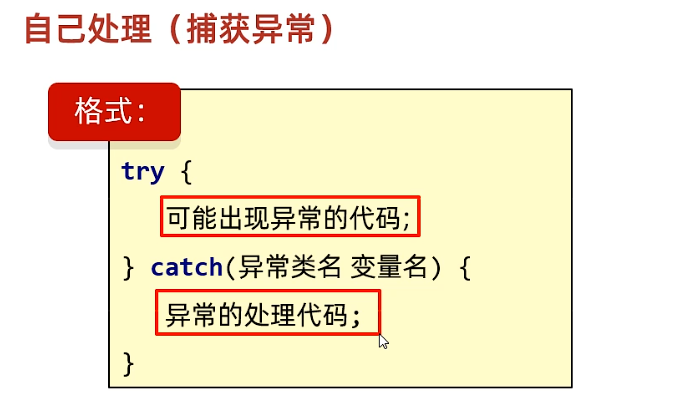 自己处理（捕获异常）
格式：
try {
可能出现异常的代码;
} catch(异常类名 变量名) {
异常的处理代码;
}